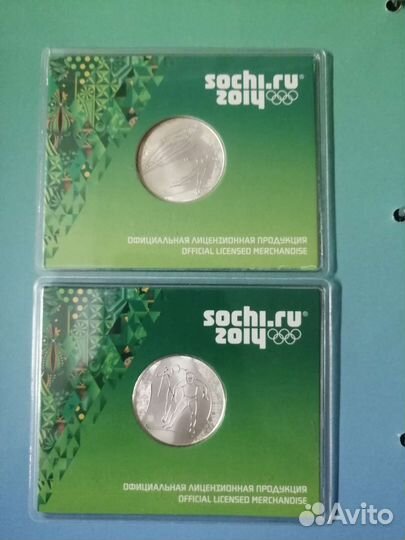 sochi.ru
2014
ОФИЦИАЛЬНАЯ ЛИЦЕНЗИОННАЯ ПРОДУКЦИЯ
OFFICIAL LICENSED MERCHANDISE
sochi.ru
2014
ОФИЦИАЛЬНАЯ ЛИЦЕНЗИОННАЯ ПРОДУКЦИЯ
OFFICIAL LICENSED MERCHANDISE
Avito